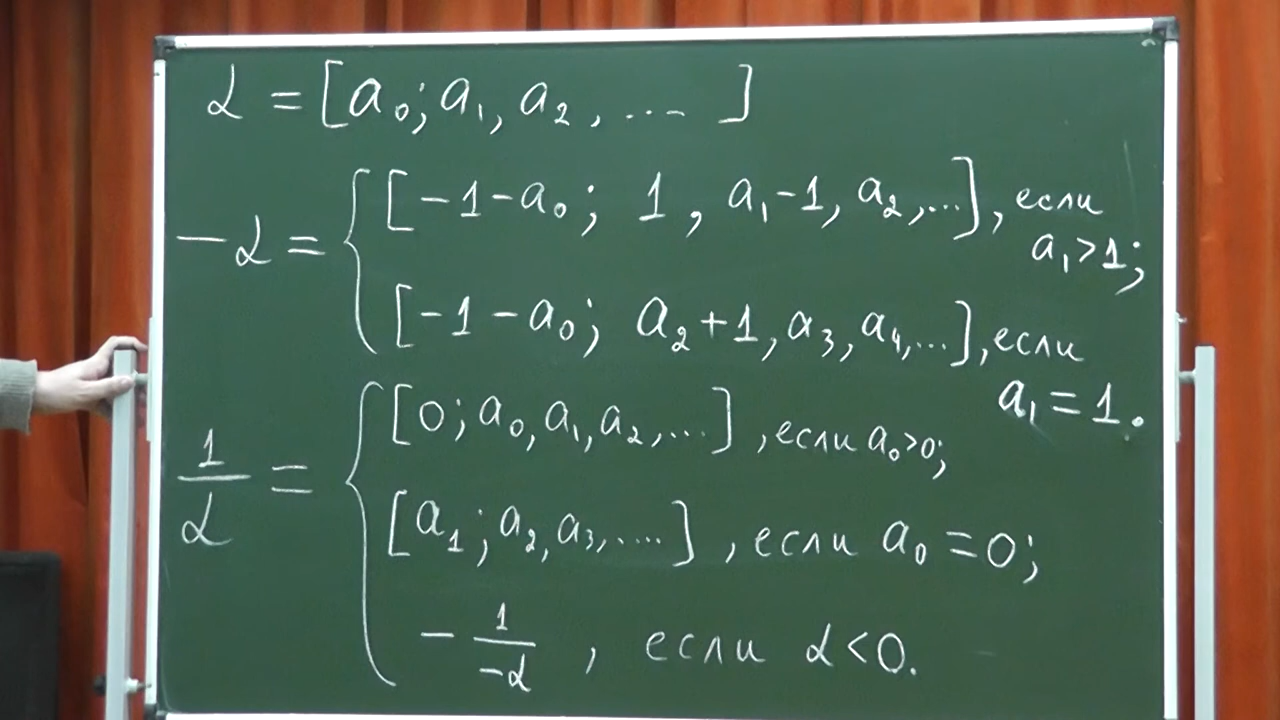 α = [a₀; a₁, a₂, ... ]
−α = { [−1−a₀; 1, a₁−1, a₂,...], если a₁>1;
[−1−a₀; a₂+1, a₃, a₄,...], если a₁=1.
1/α = { [0; a₀, a₁, a₂,...], если a₀>0;
[a₁; a₂, a₃,....], если a₀=0;
−1/−α, если α<0.